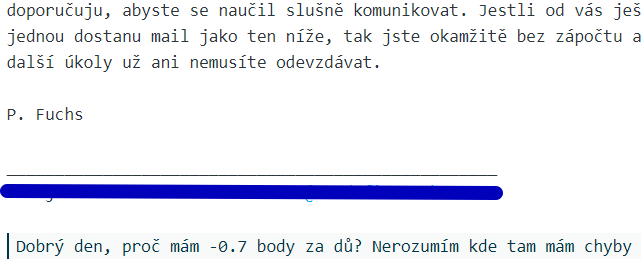 doporučuju, abyste se naučil slušně komunikovat. Jestli od vás ješ
jednou dostanu mail jako ten níže, tak jste okamžitě bez zápočtu a
další úkoly už ani nemusíte odevzdávat.
P. Fuchs
Dobrý den, proč mám -0.7 body za dů? Nerozumím kde tam mám chyby